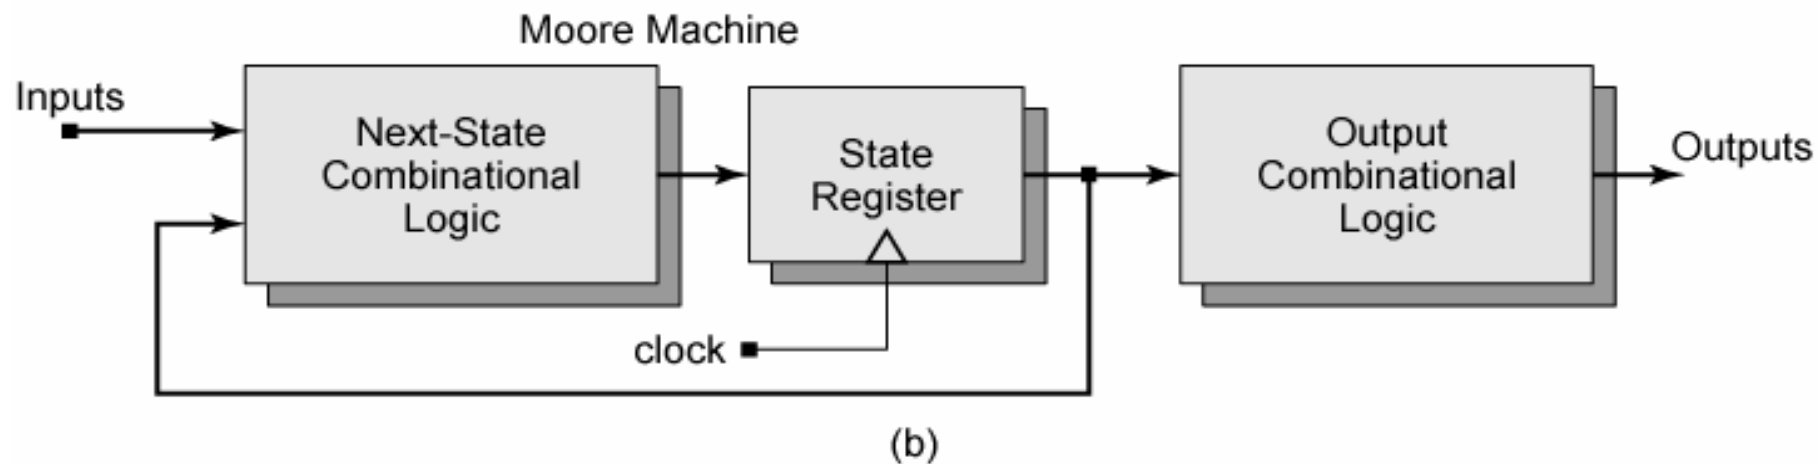 Moore Machine
Inputs
Next-State
Combinational
Logic
State
Register
Output
Combinational
Logic
Outputs
clock
(b)